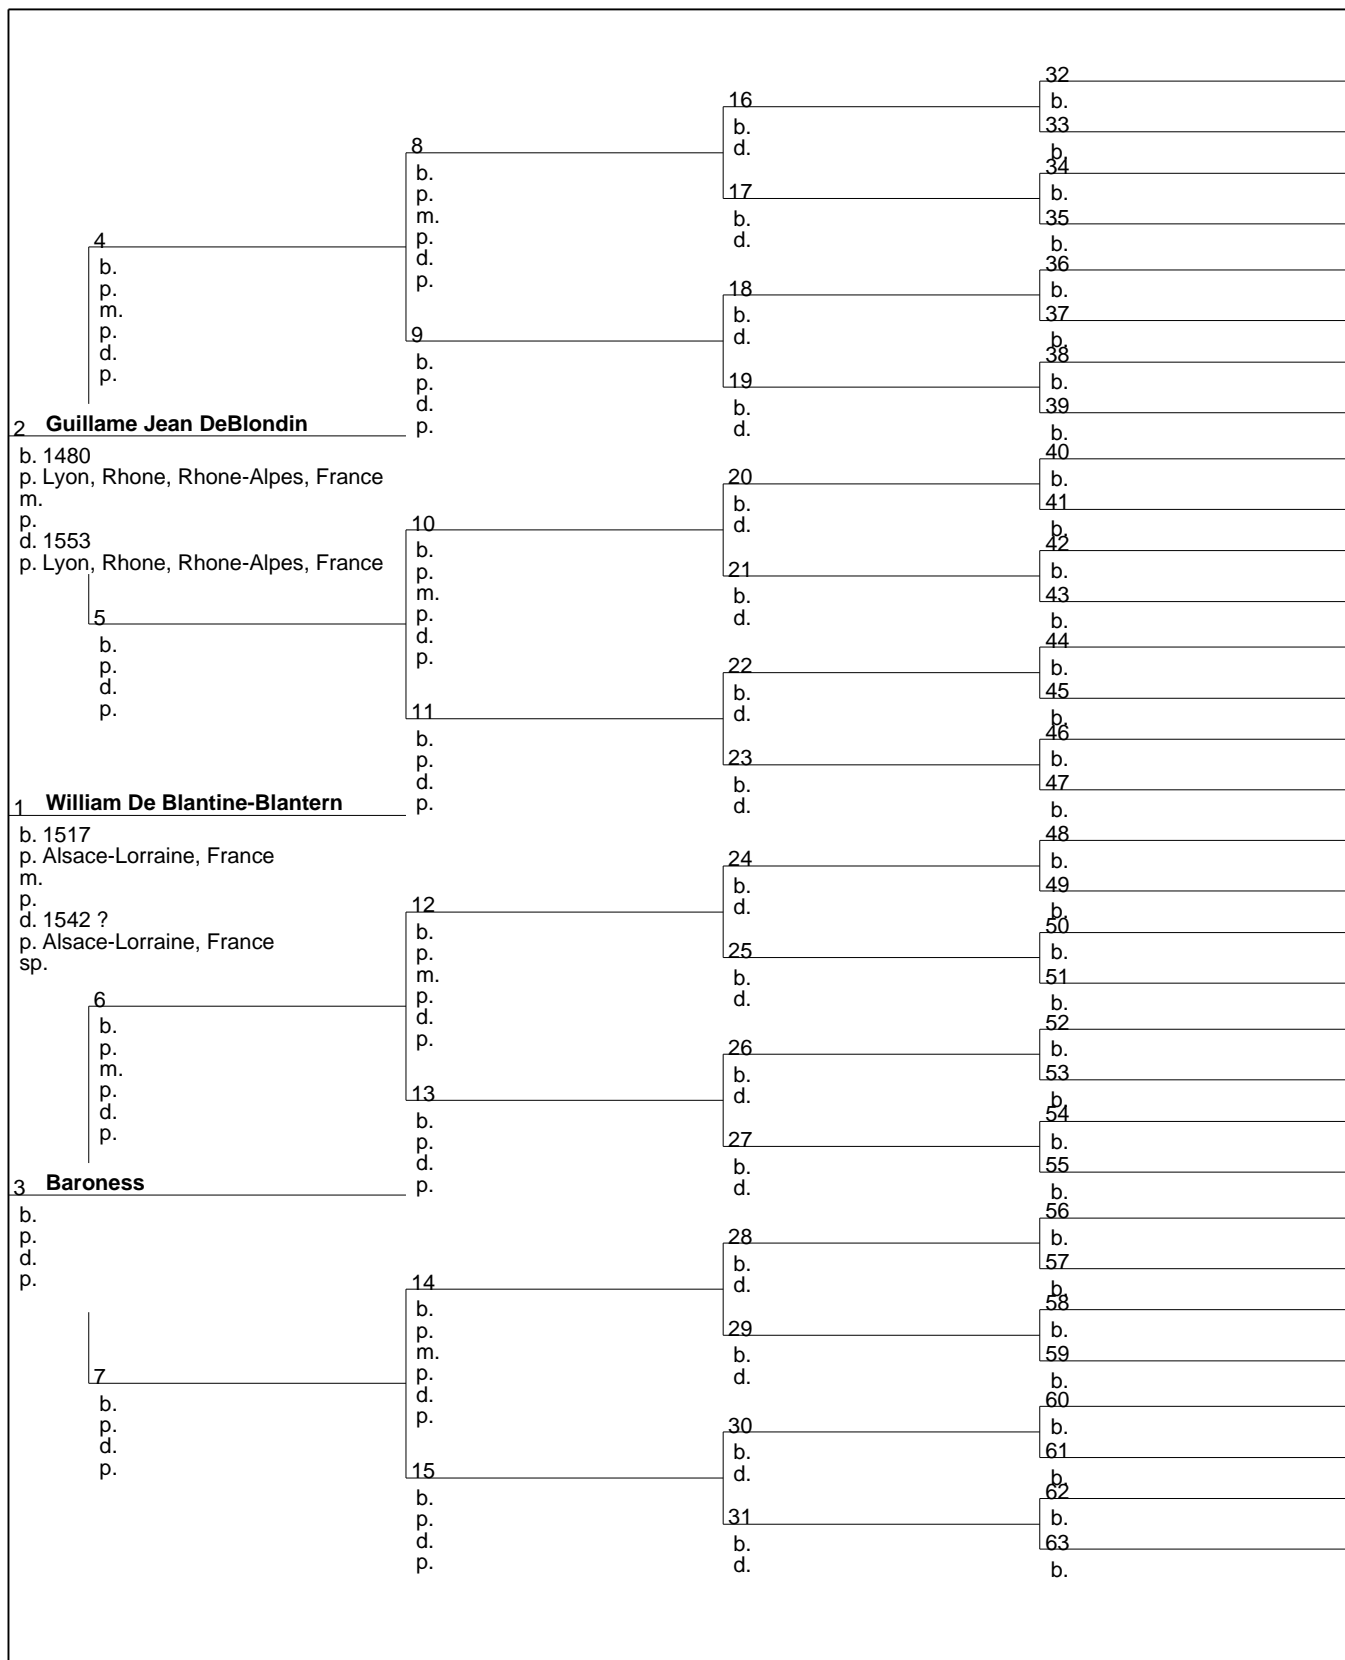 4
b.
p.
m.
p.
d.
p.
2 Guillame Jean DeBlondin
b. 1480
p. Lyon, Rhone, Rhone-Alpes, France
m.
p.
d. 1553
p. Lyon, Rhone, Rhone-Alpes, France
5
b.
p.
d.
p.
1 William De Blantine-Blantern
b. 1517
p. Alsace-Lorraine, France
m.
p.
d. 1542 ?
p. Alsace-Lorraine, France
sp.
6
b.
p.
m.
p.
d.
p.
3 Baroness
b.
p.
d.
p.
7
b.
p.
d.
p.
8
b.
p.
m.
p.
d.
p.
9
b.
p.
d.
p.
10
b.
p.
m.
p.
d.
p.
11
b.
p.
d.
p.
12
b.
p.
m.
p.
d.
p.
13
b.
p.
d.
p.
14
b.
p.
m.
p.
d.
p.
15
b.
p.
d.
p.
16
b.
d.
17
b.
d.
18
b.
d.
19
b.
d.
20
b.
d.
21
b.
d.
22
b.
d.
23
b.
d.
24
b.
d.
25
b.
d.
26
b.
d.
27
b.
d.
28
b.
d.
29
b.
d.
30
b.
d.
31
b.
d.
32
b.
33
b.
34
b.
35
b.
36
b.
37
b.
38
b.
39
b.
40
b.
41
b.
42
b.
43
b.
44
b.
45
b.
46
b.
47
b.
48
b.
49
b.
50
b.
51
b.
52
b.
53
b.
54
b.
55
b.
56
b.
57
b.
58
b.
59
b.
60
b.
61
b.
62
b.
63
b.